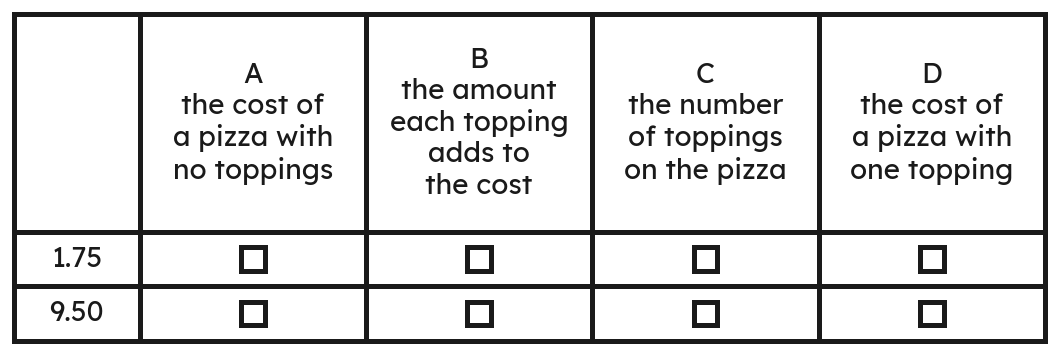 A
the cost of
a pizza with
no toppings
B
the amount
each topping
adds to
the cost
C
the number
of toppings
on the pizza
D
the cost of
a pizza with
one topping
1.75
9.50